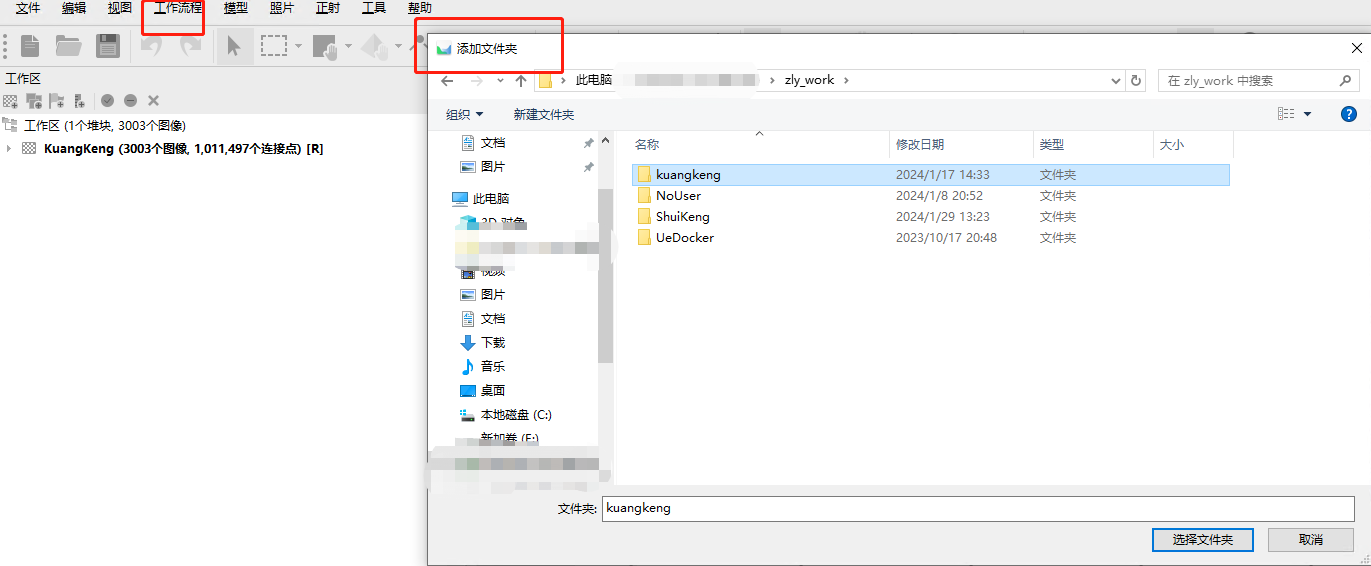 文件 编辑 视图 工作流程 模型 照片 正射 工具 帮助
添加文件夹
工作区
此电脑 zly_work
在 zly_work 中搜索
工作区 (1个堆块, 3003个图像)
KuangKeng (3003个图像, 1,011,497个连接点) [R]
组织 新建文件夹
文档
图片
此电脑
3D 对象
视频
图片
文档
下载
音乐
桌面
本地磁盘 (C:)
新加卷 (E:)
名称 修改日期 类型 大小
kuangkeng 2024/1/17 14:33 文件夹
NoUser 2024/1/8 20:52 文件夹
ShuiKeng 2024/1/29 13:23 文件夹
UeDocker 2023/10/17 20:48 文件夹
文件夹: kuangkeng
选择文件夹 取消